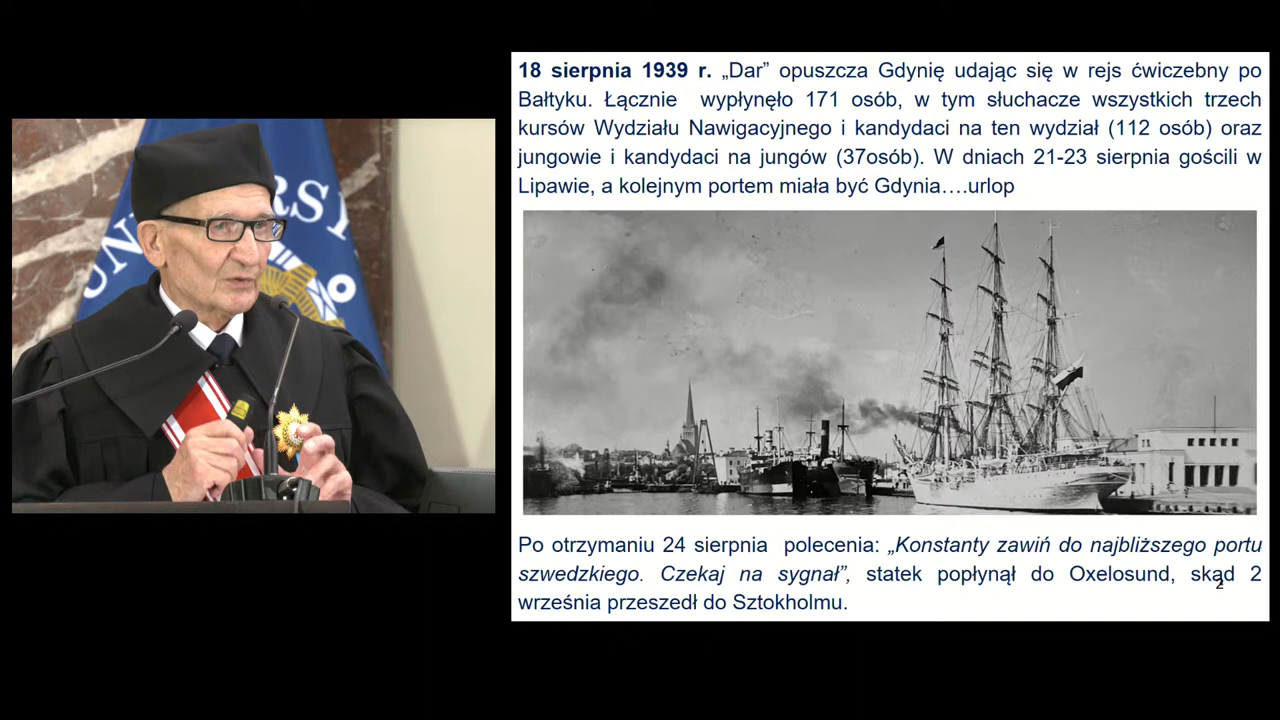 UN
RSY
18 sierpnia 1939 r. „Dar” opuszcza Gdynię udając się w rejs ćwiczebny po
Bałtyku. Łącznie wypłynęło 171 osób, w tym słuchacze wszystkich trzech
kursów Wydziału Nawigacyjnego i kandydaci na ten wydział (112 osób) oraz
jungowie i kandydaci na jungów (37osób). W dniach 21-23 sierpnia gościli w
Lipawie, a kolejnym portem miała być Gdynia….urlop
Po otrzymaniu 24 sierpnia polecenia: „Konstanty zawiń do najbliższego portu
szwedzkiego. Czekaj na sygnał”, statek popłynął do Oxelosund, skąd 2
września przeszedł do Sztokholmu.
2